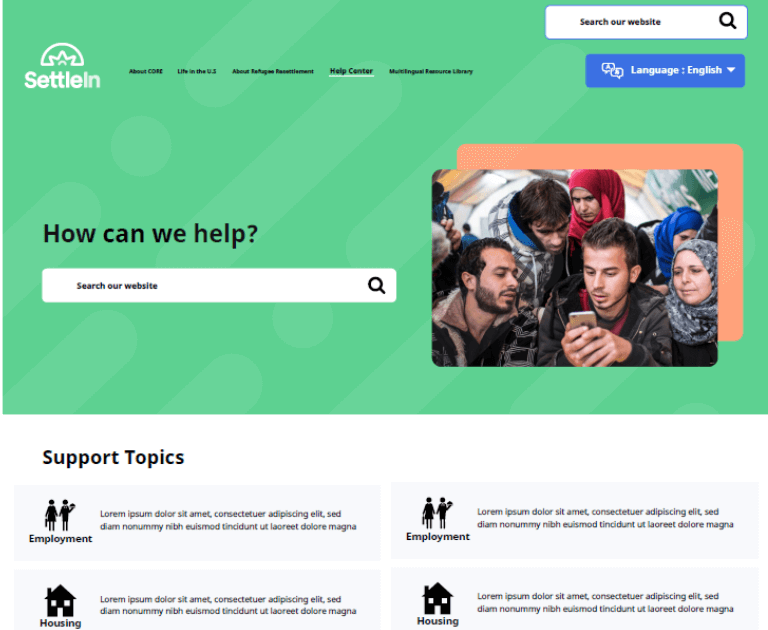 Search our website
SettleIn
About CORE
Life in the U.S
About Refugee Resettlement
Help Center
Multilingual Resource Library
Language : English
How can we help?
Search our website
Support Topics
Employment
Lorem ipsum dolor sit amet, consectetuer adipiscing elit, sed
diam nonummy nibh euismod tincidunt ut laoreet dolore magna
Employment
Lorem ipsum dolor sit amet, consectetuer adipiscing elit, sed
diam nonummy nibh euismod tincidunt ut laoreet dolore magna
Housing
Lorem ipsum dolor sit amet, consectetuer adipiscing elit, sed
diam nonummy nibh euismod tincidunt ut laoreet dolore magna
Housing
Lorem ipsum dolor sit amet, consectetuer adipiscing elit, sed
diam nonummy nibh euismod tincidunt ut laoreet dolore magna